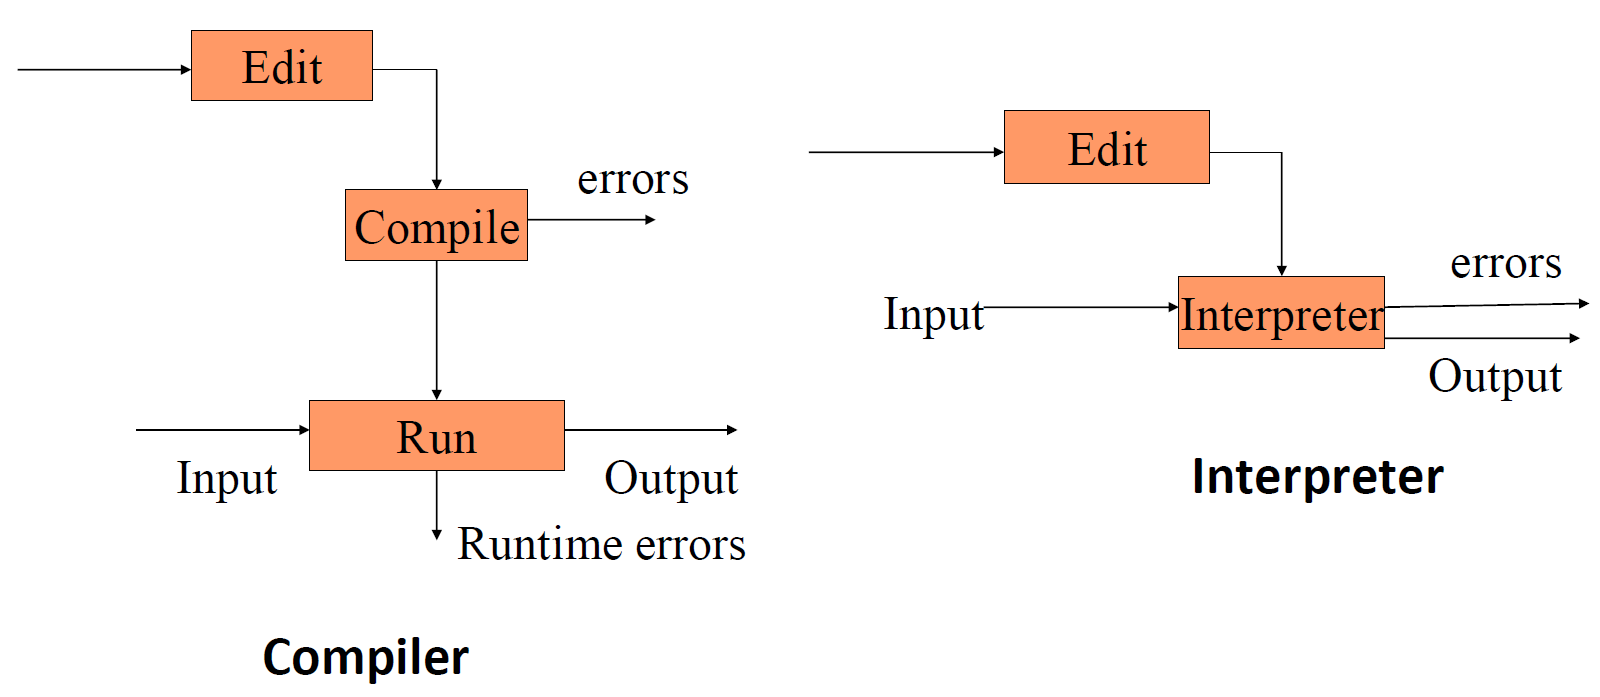 Edit
errors
Compile
Run
Input
Output
Runtime errors
Compiler
Edit
errors
Input
Interpreter
Output
Interpreter